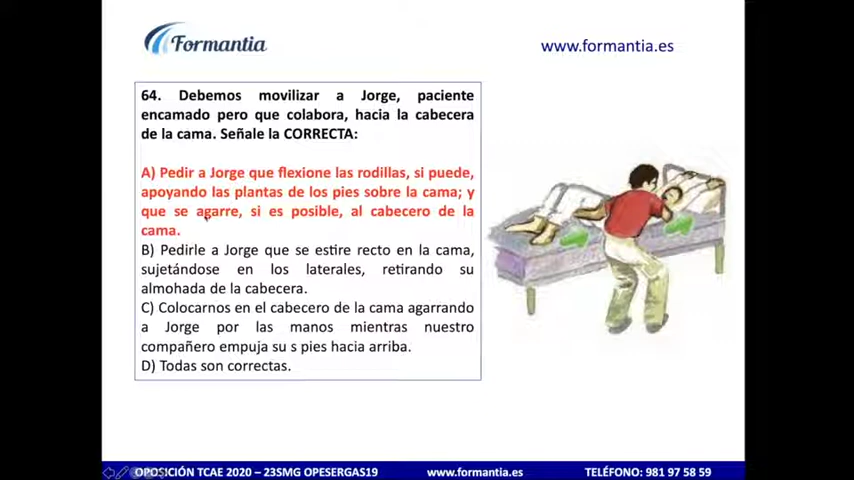 Formantia
www.formantia.es
64. Debemos movilizar a Jorge, paciente
encamado pero que colabora, hacia la cabecera
de la cama. Señale la CORRECTA:
A) Pedir a Jorge que flexione las rodillas, si puede,
apoyando las plantas de los pies sobre la cama; y
que se agarre, si es posible, al cabecero de la
cama.
B) Pedirle a Jorge que se estire recto en la cama,
sujetándose en los laterales, retirando su
almohada de la cabecera.
C) Colocarnos en el cabecero de la cama agarrando
a Jorge por las manos mientras nuestro
compañero empuja su s pies hacia arriba.
D) Todas son correctas.
OPOSICIÓN TCAE 2020 – 23SMG OPESERGAS19
www.formantia.es
TELÉFONO: 981 97 58 59